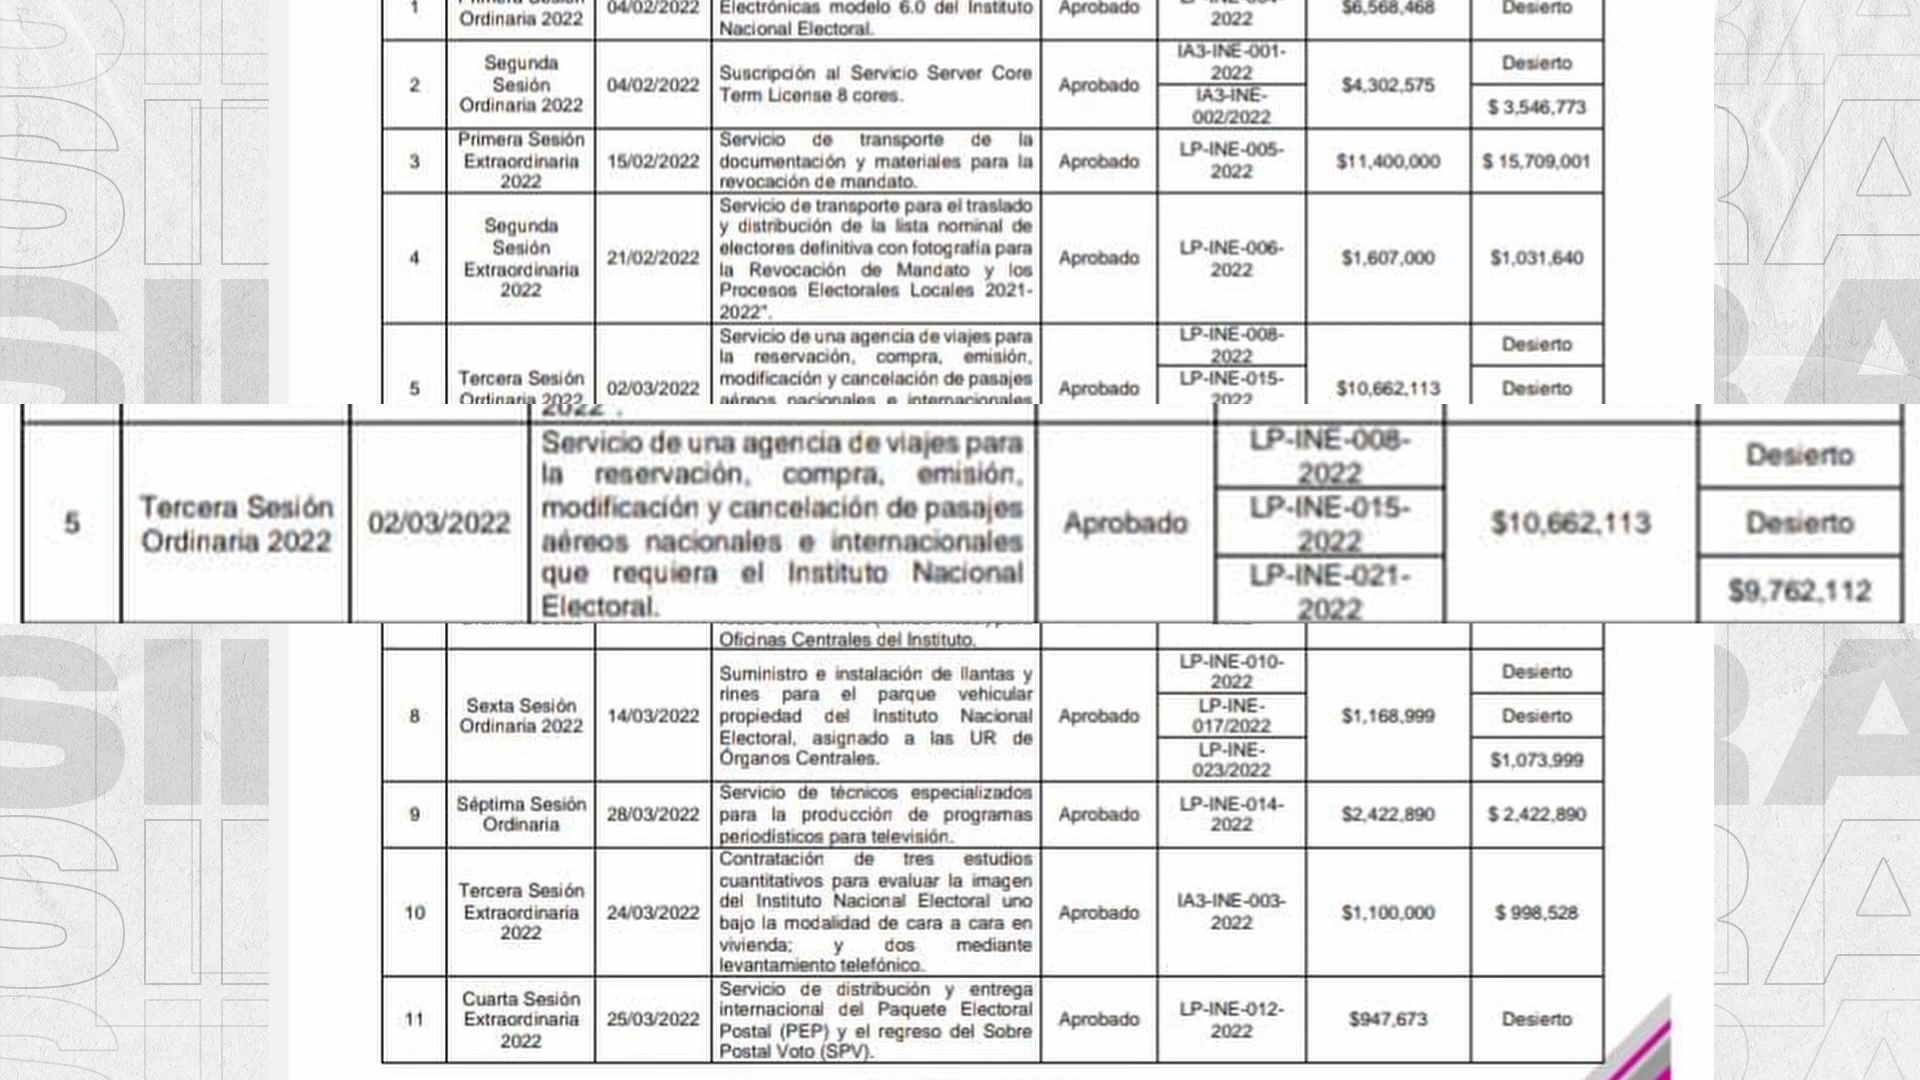 1
Ordinaria 2022
04/02/2022
Electrónicas modelo 6.0 del Instituto
Nacional Electoral.
Aprobado
2022
$6,568,468
Desierto
2
Segunda
Sesión
Ordinaria 2022
04/02/2022
Suscripción al Servicio Server Core
Term License 8 cores.
Aprobado
IA3-INE-001-
2022
IA3-INE-
002/2022
$4,302,575
Desierto
$ 3,546,773
3
Primera Sesión
Extraordinaria
2022
15/02/2022
Servicio de transporte de la
documentación y materiales para la
revocación de mandato.
Aprobado
LP-INE-005-
2022
$11,400,000
$ 15,709,001
4
Segunda
Sesión
Extraordinaria
2022
21/02/2022
Servicio de transporte para el traslado
y distribución de la lista nominal de
electores definitiva con fotografía para
la Revocación de Mandato y los
Procesos Electorales Locales 2021-
2022".
Aprobado
LP-INE-006-
2022
$1,607,000
$1,031,640
5
Tercera Sesión
Ordinaria 2022
02/03/2022
Servicio de una agencia de viajes para
la reservación, compra, emisión,
modificación y cancelación de pasajes
aéreos nacionales e internacionales
Aprobado
LP-INE-008-
2022
LP-INE-015-
2022
$10,662,113
Desierto
Desierto
2022".
5
Tercera Sesión
Ordinaria 2022
02/03/2022
Servicio de una agencia de viajes para
la reservación, compra, emisión,
modificación y cancelación de pasajes
aéreos nacionales e internacionales
que requiera el Instituto Nacional
Electoral.
Aprobado
LP-INE-008-
2022
LP-INE-015-
2022
LP-INE-021-
2022
$10,662,113
Desierto
Desierto
$9,762,112
Oficinas Centrales del Instituto.
8
Sexta Sesión
Ordinaria 2022
14/03/2022
Suministro e instalación de llantas y
rines para el parque vehicular
propiedad del Instituto Nacional
Electoral, asignado a las UR de
Órganos Centrales.
Aprobado
LP-INE-010-
2022
LP-INE-
017/2022
LP-INE-
023/2022
$1,168,999
Desierto
Desierto
$1,073,999
9
Séptima Sesión
Ordinaria
28/03/2022
Servicio de técnicos especializados
para la producción de programas
periodísticos para televisión.
Aprobado
LP-INE-014-
2022
$2,422,890
$ 2,422,890
10
Tercera Sesión
Extraordinaria
2022
24/03/2022
Contratación de tres estudios
cuantitativos para evaluar la imagen
del Instituto Nacional Electoral uno
bajo la modalidad de cara a cara en
vivienda; y dos mediante
levantamiento telefónico.
Aprobado
IA3-INE-003-
2022
$1,100,000
$ 998,528
11
Cuarta Sesión
Extraordinaria
2022
25/03/2022
Servicio de distribución y entrega
internacional del Paquete Electoral
Postal (PEP) y el regreso del Sobre
Postal Voto (SPV).
Aprobado
LP-INE-012-
2022
$947,673
Desierto